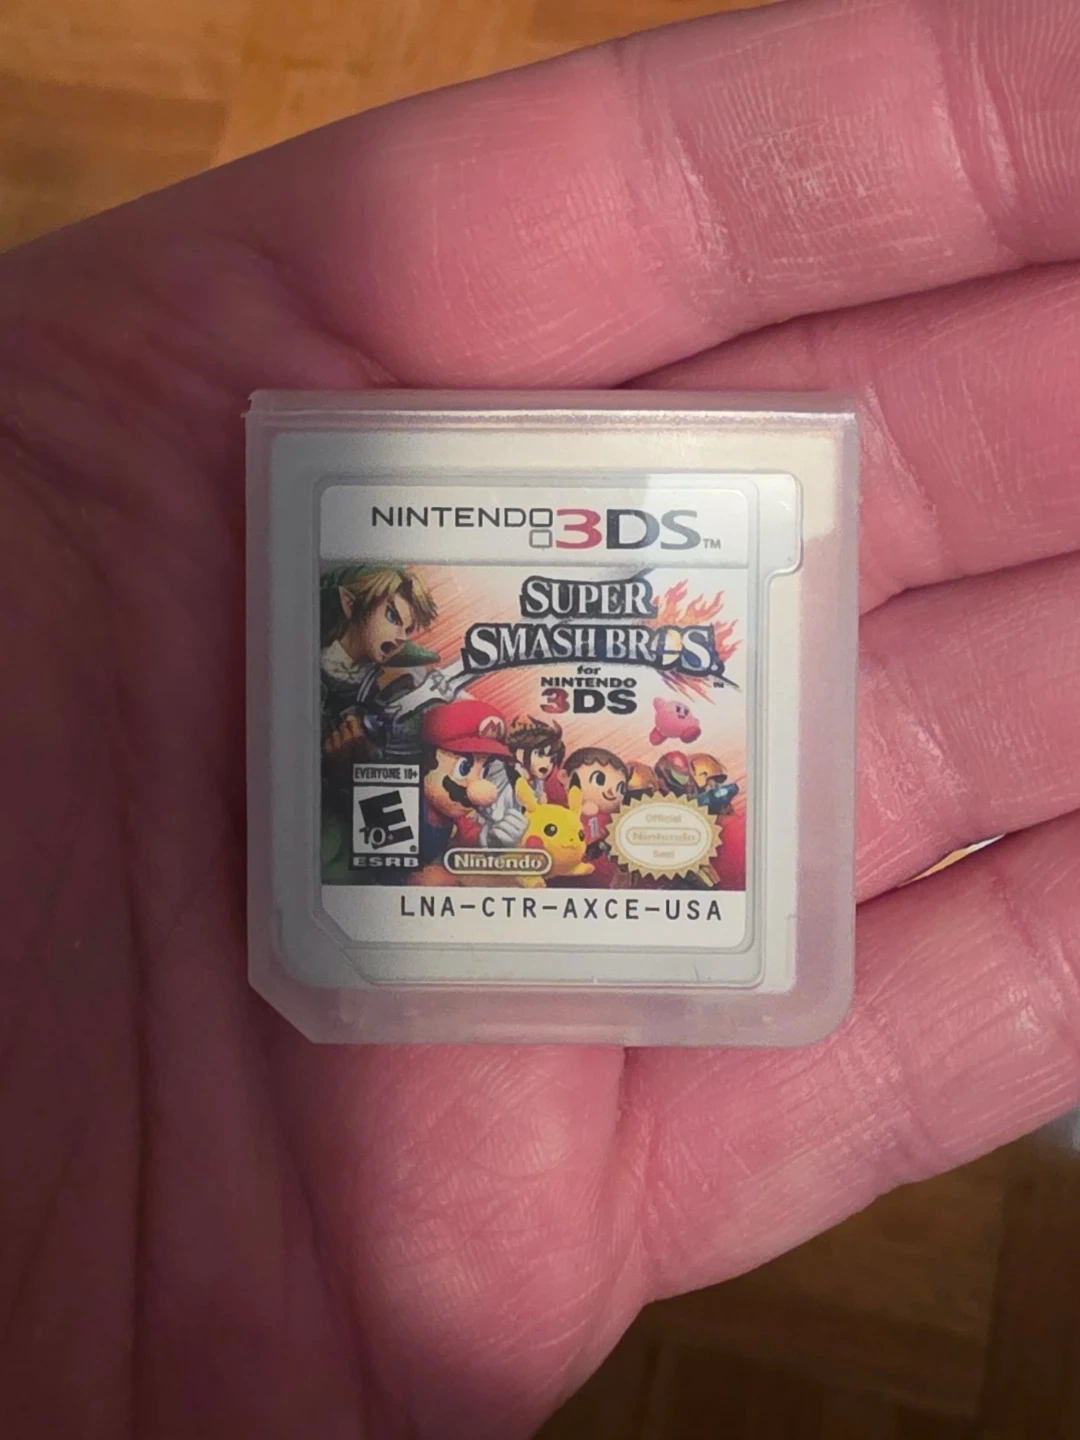 NINTENDO 3DS™
SUPER
SMASH BROS.™
for
NINTENDO
3DS
M
EVERYONE 10+
E
10+
ESRB
Nintendo
Official
Nintendo
Seal
LNA-CTR-AXCE-USA